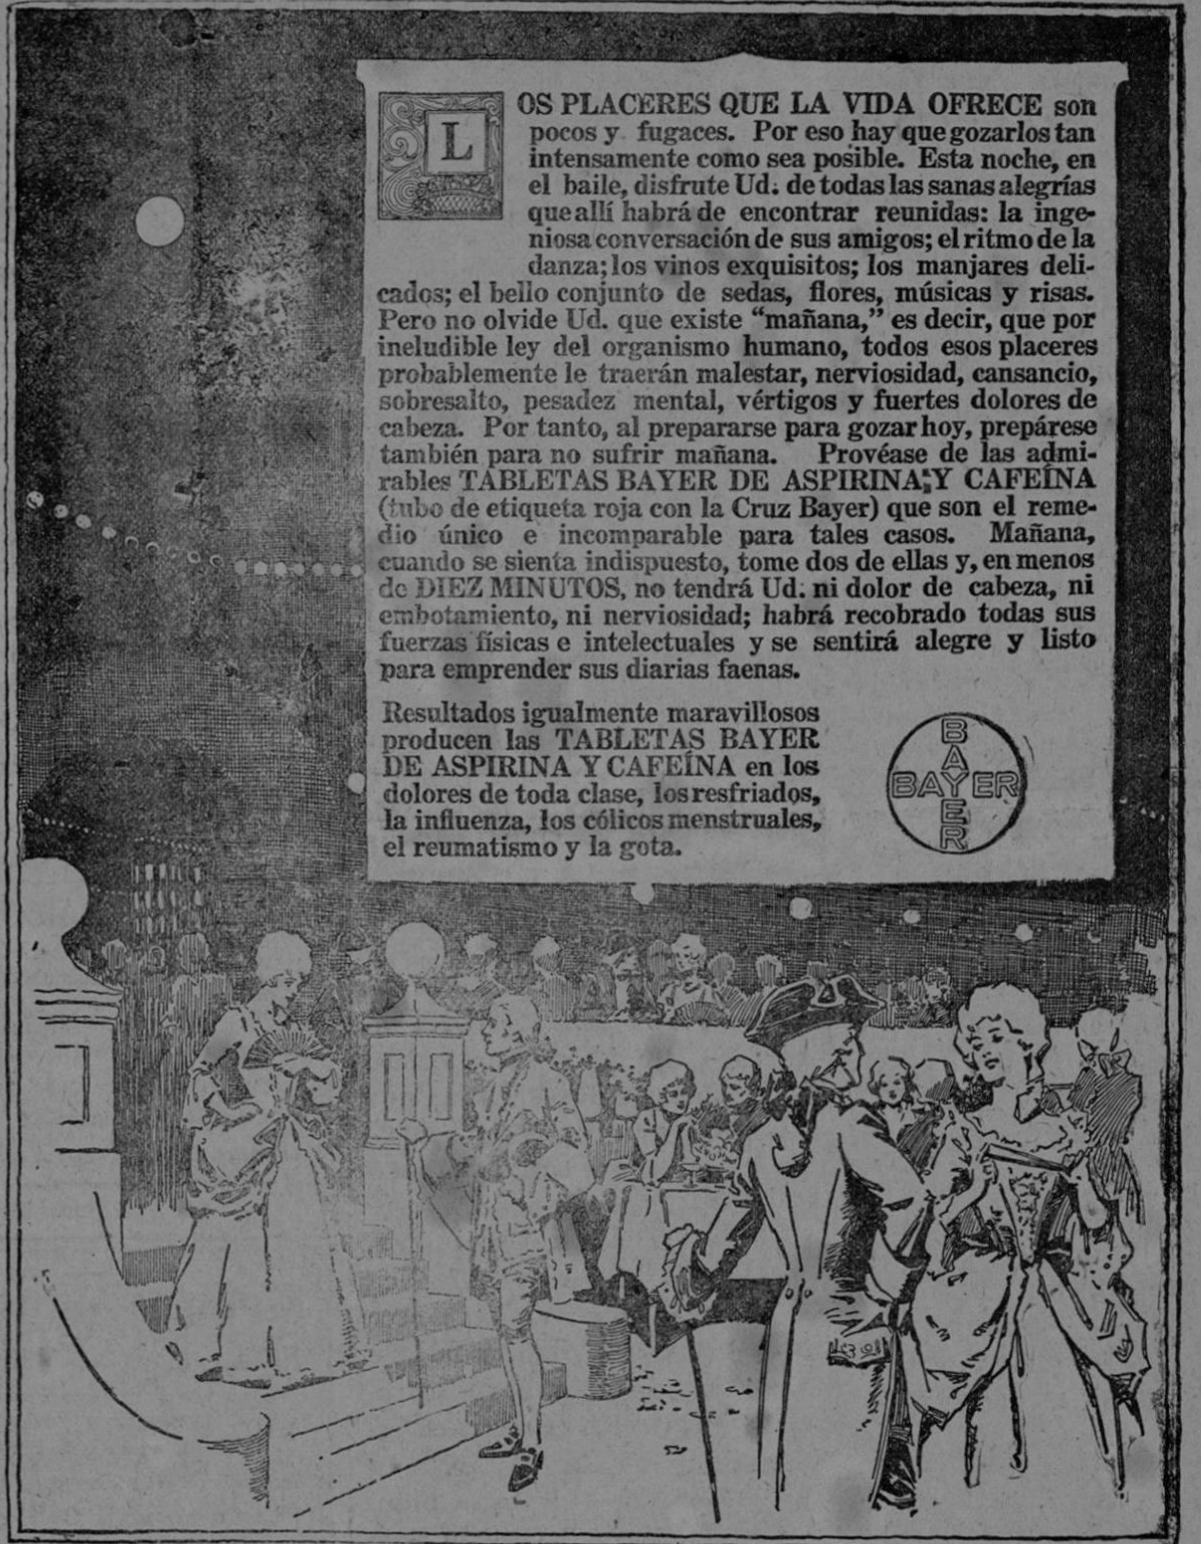 LOS PLACERES QUE LA VIDA OFRECE son
pocos y fugaces. Por eso hay que gozarlos tan
intensamente como sea posible. Esta noche, en
el baile, disfrute Ud. de todas las sanas alegrías
que allí habrá de encontrar reunidas: la inge-
niosa conversación de sus amigos; el ritmo de la
danza; los vinos exquisitos; los manjares deli-
cados; el bello conjunto de sedas, flores, músicas y risas.
Pero no olvide Ud. que existe "mañana," es decir, que por
ineludible ley del organismo humano, todos esos placeres
probablemente le traerán malestar, nerviosidad, cansancio,
sobresalto, pesadez mental, vértigos y fuertes dolores de
cabeza. Por tanto, al prepararse para gozar hoy, prepárese
también para no sufrir mañana. Provéase de las admi-
rables TABLETAS BAYER DE ASPIRINA Y CAFEÍNA
(tubo de etiqueta roja con la Cruz Bayer) que son el reme-
dio único e incomparable para tales casos. Mañana,
cuando se sienta indispuesto, tome dos de ellas y, en menos
de DIEZ MINUTOS, no tendrá Ud. ni dolor de cabeza, ni
embotamiento, ni nerviosidad; habrá recobrado todas sus
fuerzas físicas e intelectuales y se sentirá alegre y listo
para emprender sus diarias faenas.
Resultados igualmente maravillosos
producen las TABLETAS BAYER
DE ASPIRINA Y CAFEÍNA en los
dolores de toda clase, los resfriados,
la influenza, los cólicos menstruales,
el reumatismo y la gota.
BAYER
BAYER